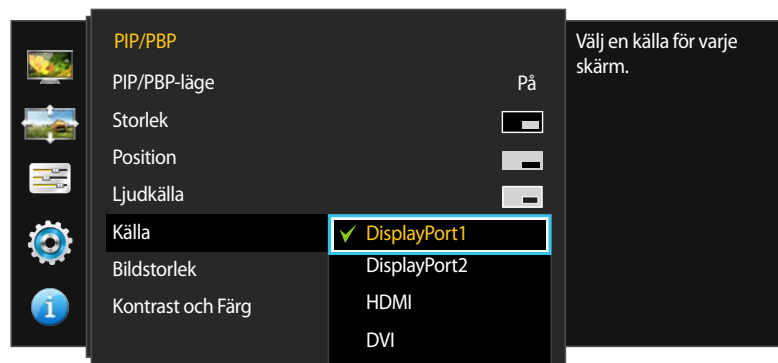 PIP/PBP
PIP/PBP-läge På
Storlek
Position
Ljudkälla
Källa DisplayPort1
Bildstorlek DisplayPort2
Kontrast och Färg HDMI
DVI
Välj en källa för varje
skärm.